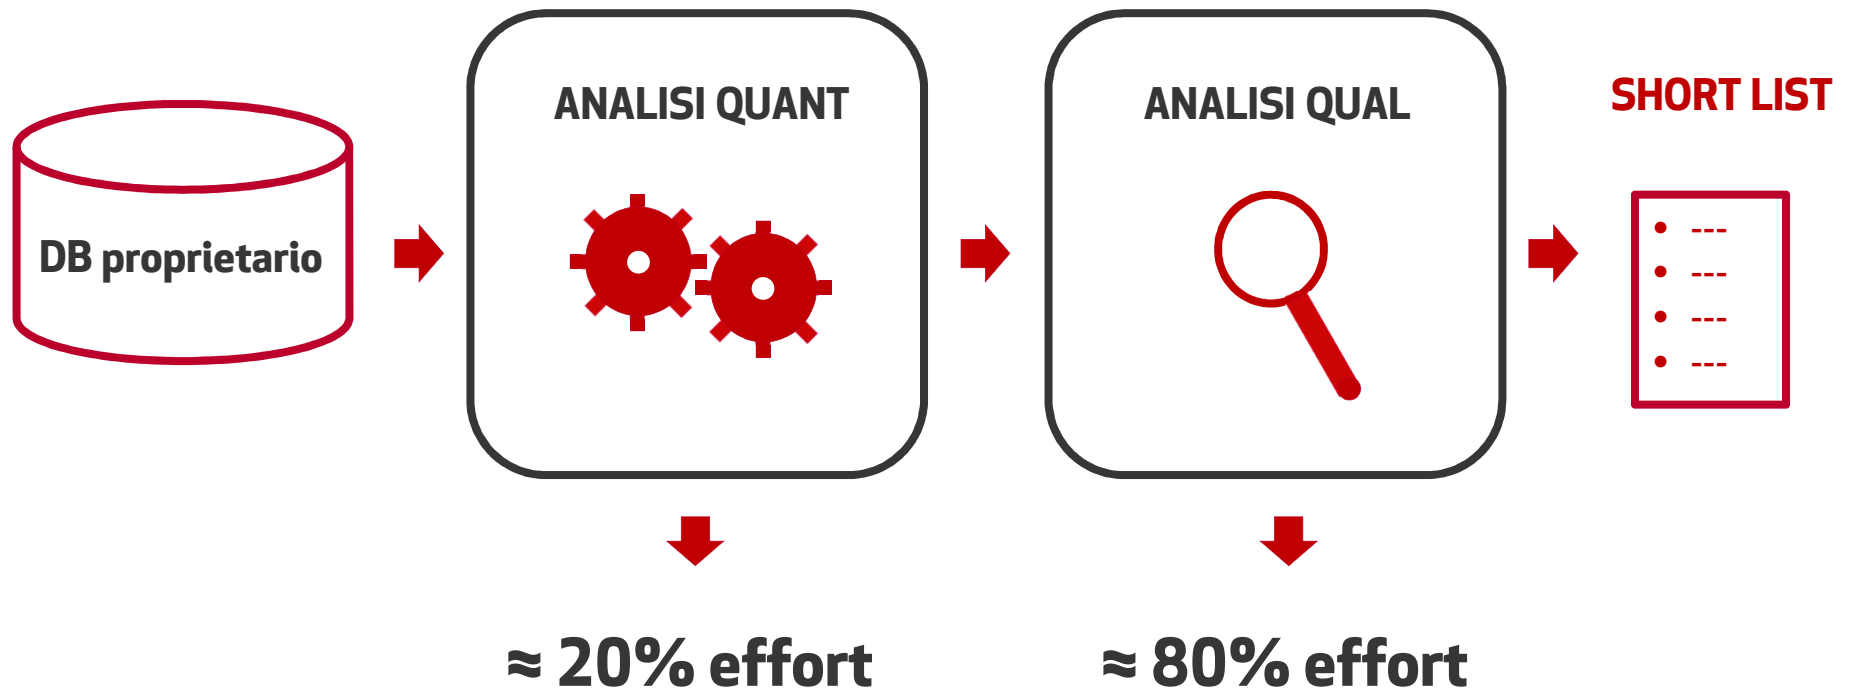 DB proprietario
ANALISI QUANT
ANALISI QUAL
SHORT LIST
---
---
---
---
≈ 20% effort
≈ 80% effort